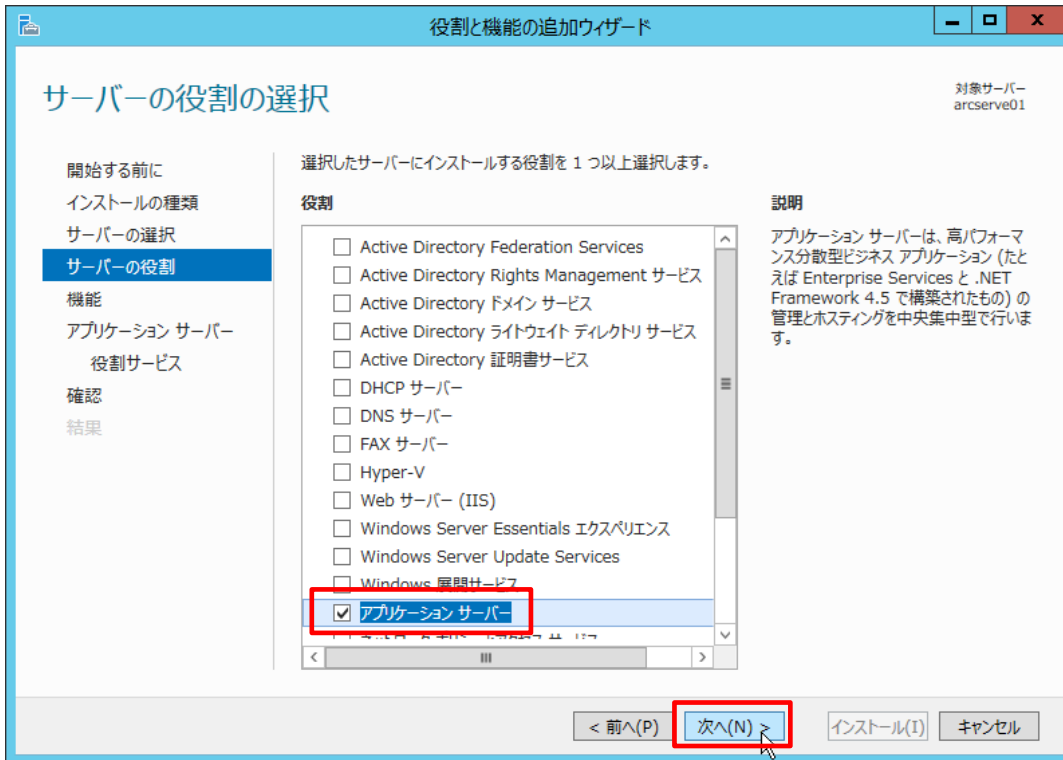 役割と機能の追加ウィザード
サーバーの役割の選択
対象サーバー
arcserve01
開始する前に
インストールの種類
サーバーの選択
サーバーの役割
機能
アプリケーション サーバー
役割サービス
確認
結果
選択したサーバーにインストールする役割を 1 つ以上選択します。
役割
Active Directory Federation Services
Active Directory Rights Management サービス
Active Directory ドメイン サービス
Active Directory ライトウェイト ディレクトリ サービス
Active Directory 証明書サービス
DHCP サーバー
DNS サーバー
FAX サーバー
Hyper-V
Web サーバー (IIS)
Windows Server Essentials エクスペリエンス
Windows Server Update Services
Windows 展開サービス
アプリケーション サーバー
説明
アプリケーション サーバーは、高パフォーマ
ンス分散型ビジネス アプリケーション (たと
えば Enterprise Services と .NET
Framework 4.5 で構築されたもの) の
管理とホスティングを中央集中型で行いま
す。
< 前へ(P)
次へ(N) >
インストール(I)
キャンセル